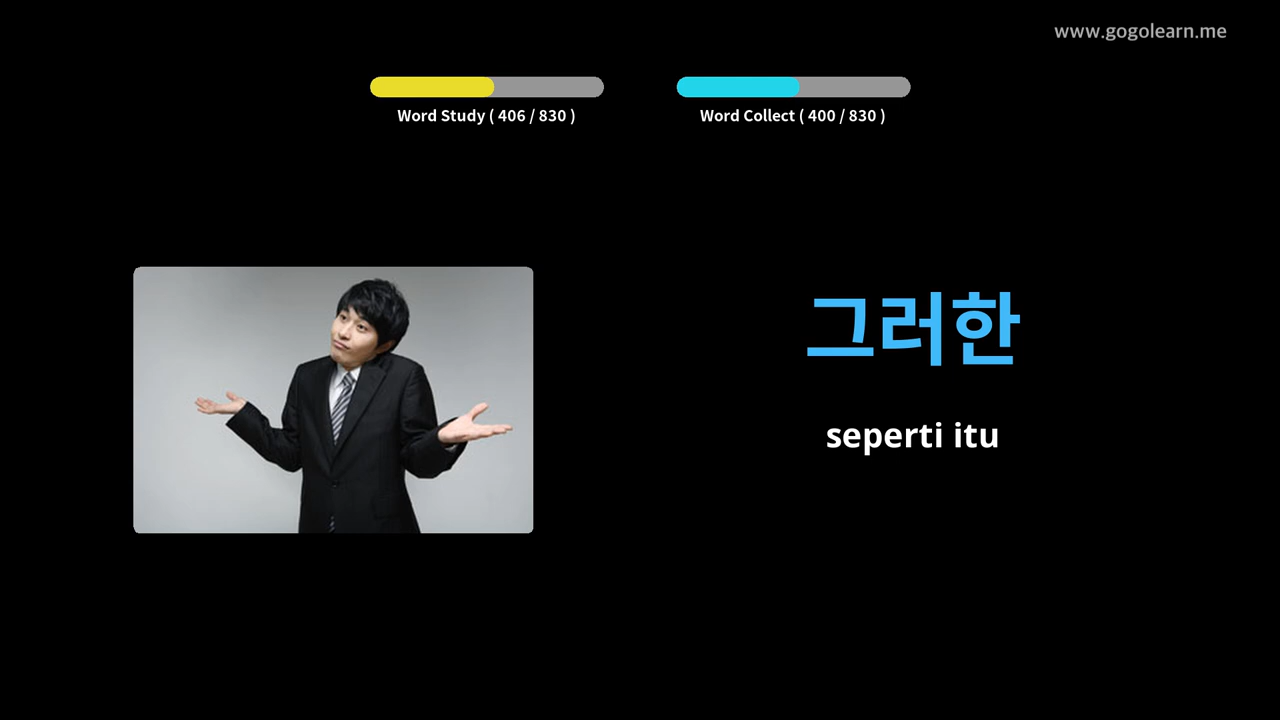 www.gogolearn.me
Word Study ( 406 / 830 )
Word Collect ( 400 / 830 )
그러한
seperti itu